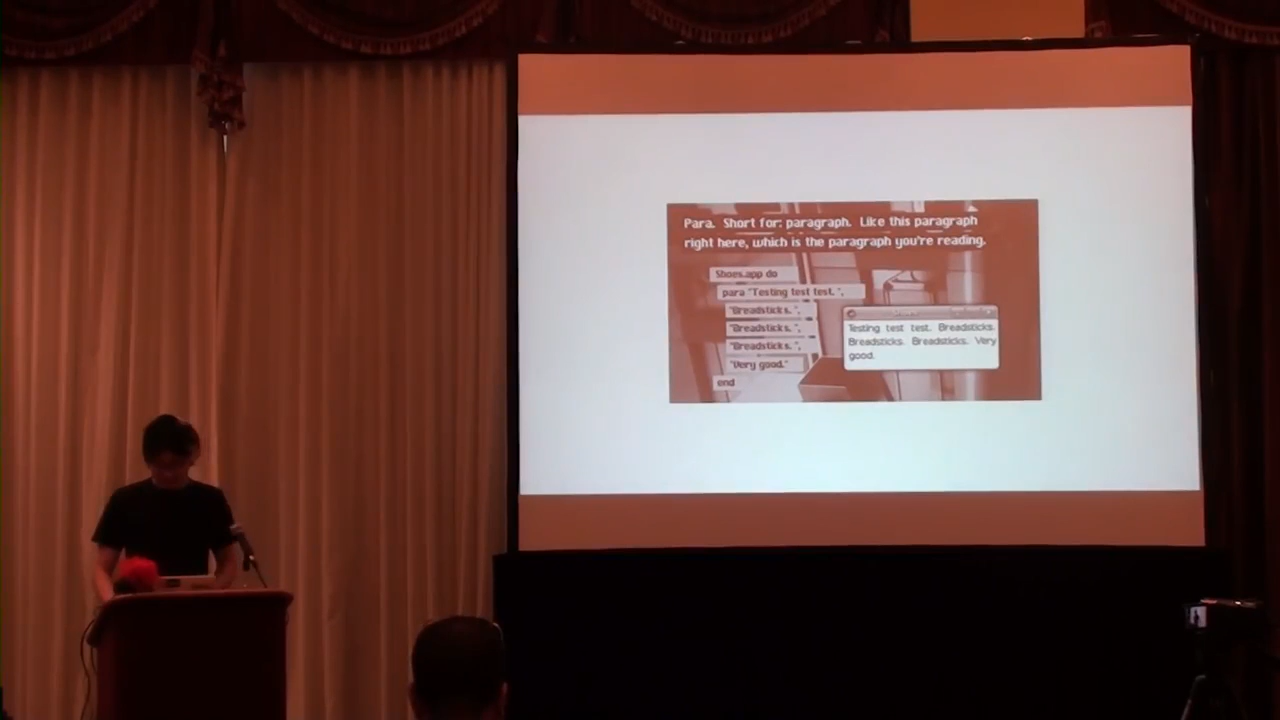 Para. Short for: paragraph. Like this paragraph
right here, which is the paragraph you're reading.
Shoes.app do
para "Testing test test. ",
"Breadsticks. ",
"Breadsticks. ",
"Breadsticks. ",
"Very good."
end
Testing test test. Breadsticks.
Breadsticks. Breadsticks. Very
good.